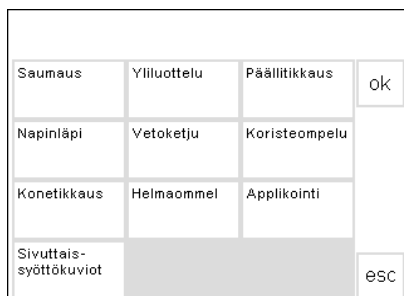 Saumaus Yliluottelu Päällitikkaus ok
Napinläpi Vetoketju Koristeompelu
Konetikkaus Helmaommel Applikointi
Sivuttais-
syöttökuviot esc